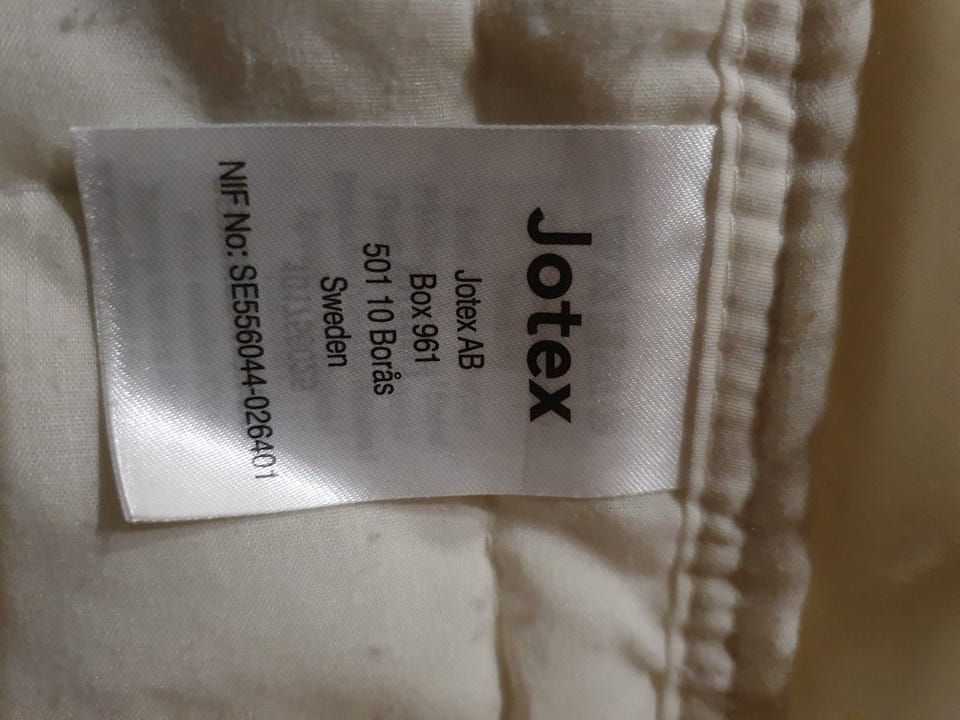 Jotex
Jotex AB
Box 961
501 10 Borås
Sweden
NIF No: SE556044-026401